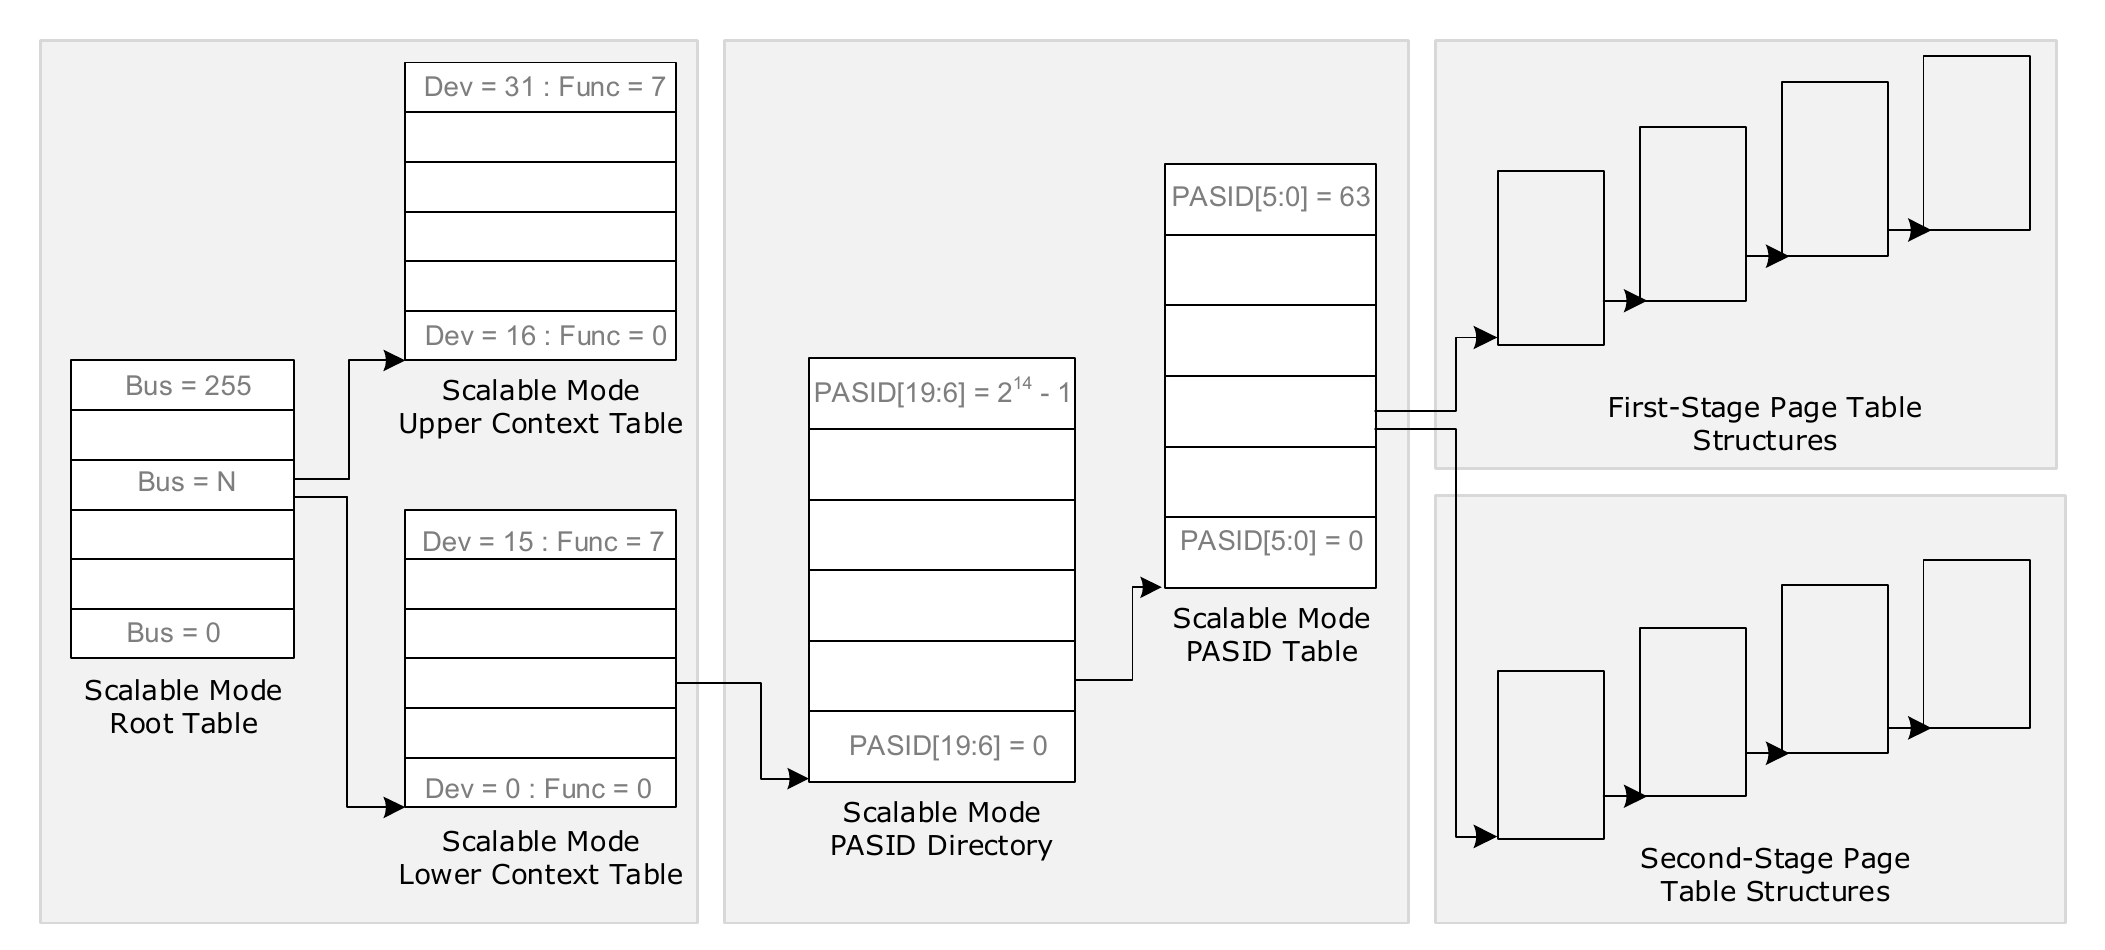 Dev = 31 : Func = 7
Dev = 16 : Func = 0
Scalable Mode
Upper Context Table
Bus = 255
Bus = N
Bus = 0
Scalable Mode
Root Table
Dev = 15 : Func = 7
Dev = 0 : Func = 0
Scalable Mode
Lower Context Table
PASID[19:6] = 2¹⁴ - 1
PASID[19:6] = 0
Scalable Mode
PASID Directory
PASID[5:0] = 63
PASID[5:0] = 0
Scalable Mode
PASID Table
First-Stage Page Table
Structures
Second-Stage Page
Table Structures